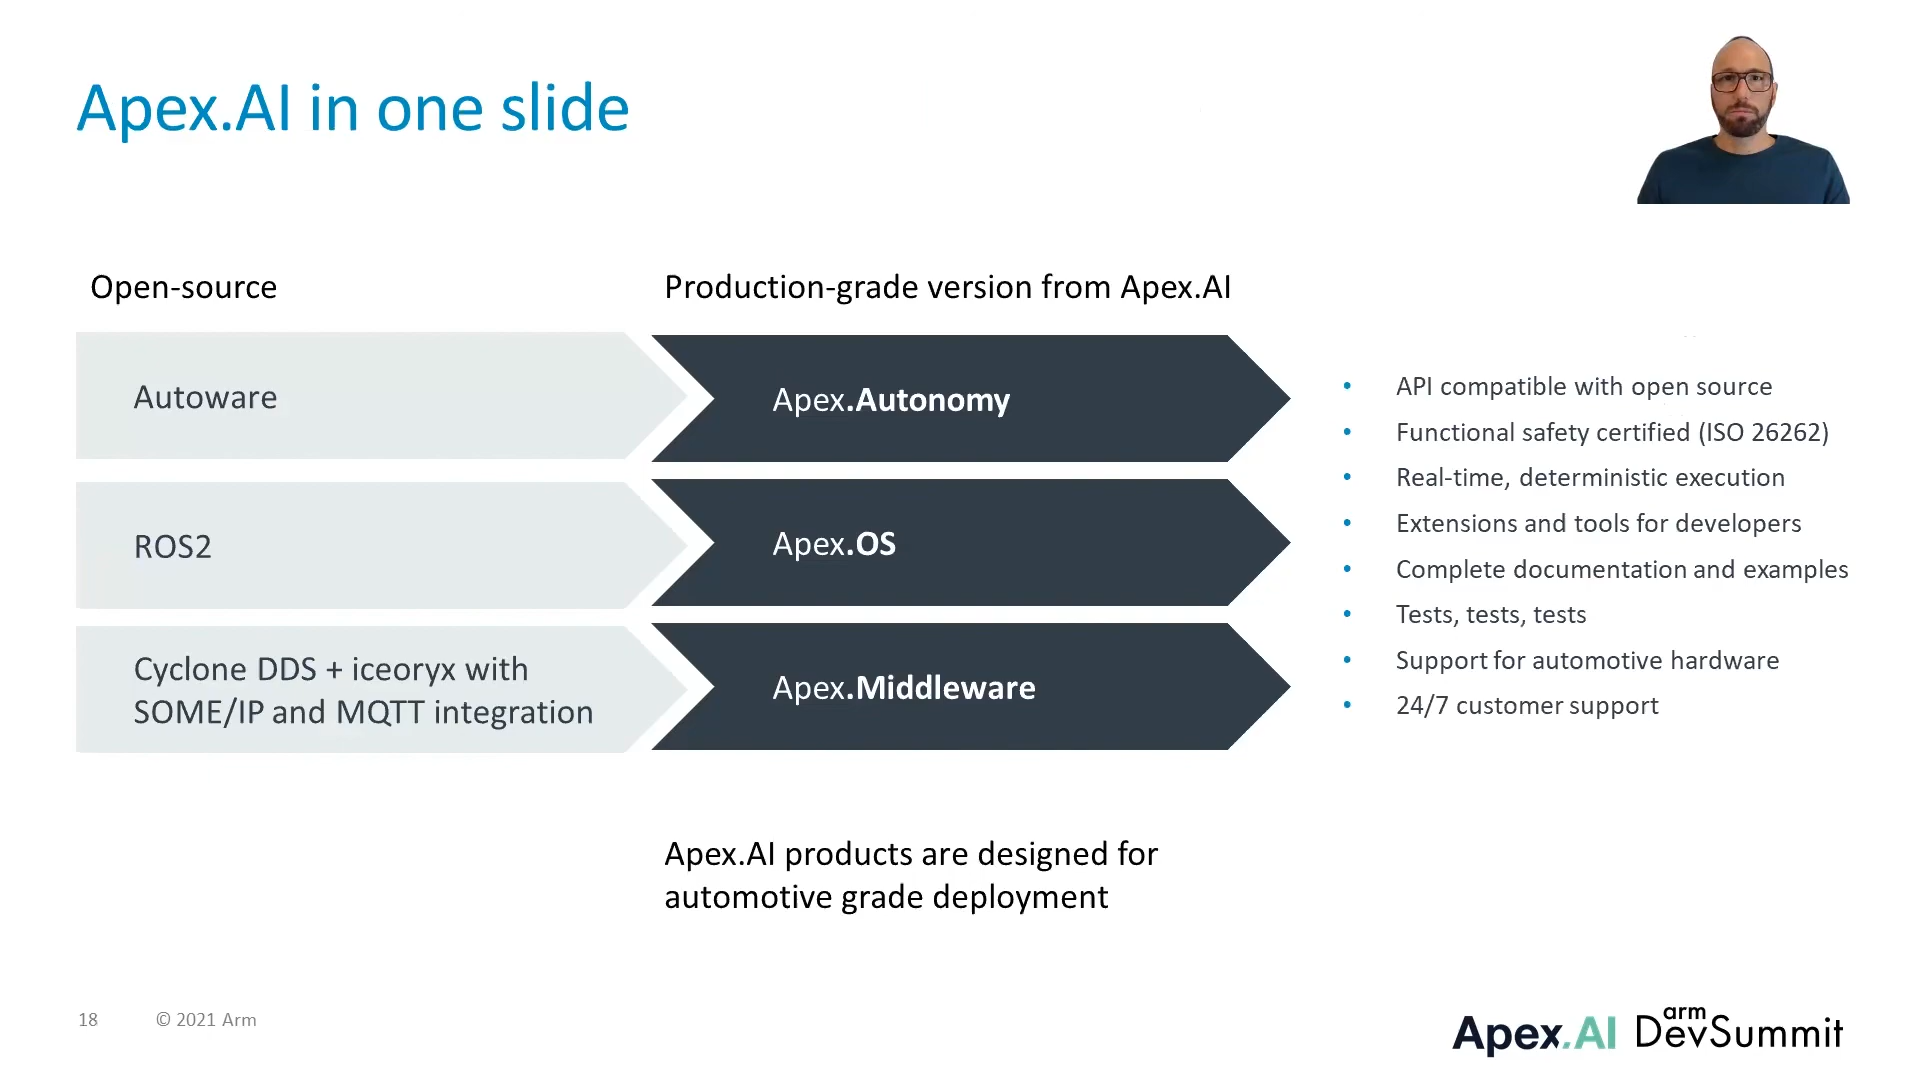 Apex.AI in one slide
Open-source
Production-grade version from Apex.AI
Autoware
Apex.Autonomy
ROS2
Apex.OS
Cyclone DDS + iceoryx with
SOME/IP and MQTT integration
Apex.Middleware
• API compatible with open source
• Functional safety certified (ISO 26262)
• Real-time, deterministic execution
• Extensions and tools for developers
• Complete documentation and examples
• Tests, tests, tests
• Support for automotive hardware
• 24/7 customer support
Apex.AI products are designed for
automotive grade deployment
18 © 2021 Arm
Apex.AI
arm
DevSummit